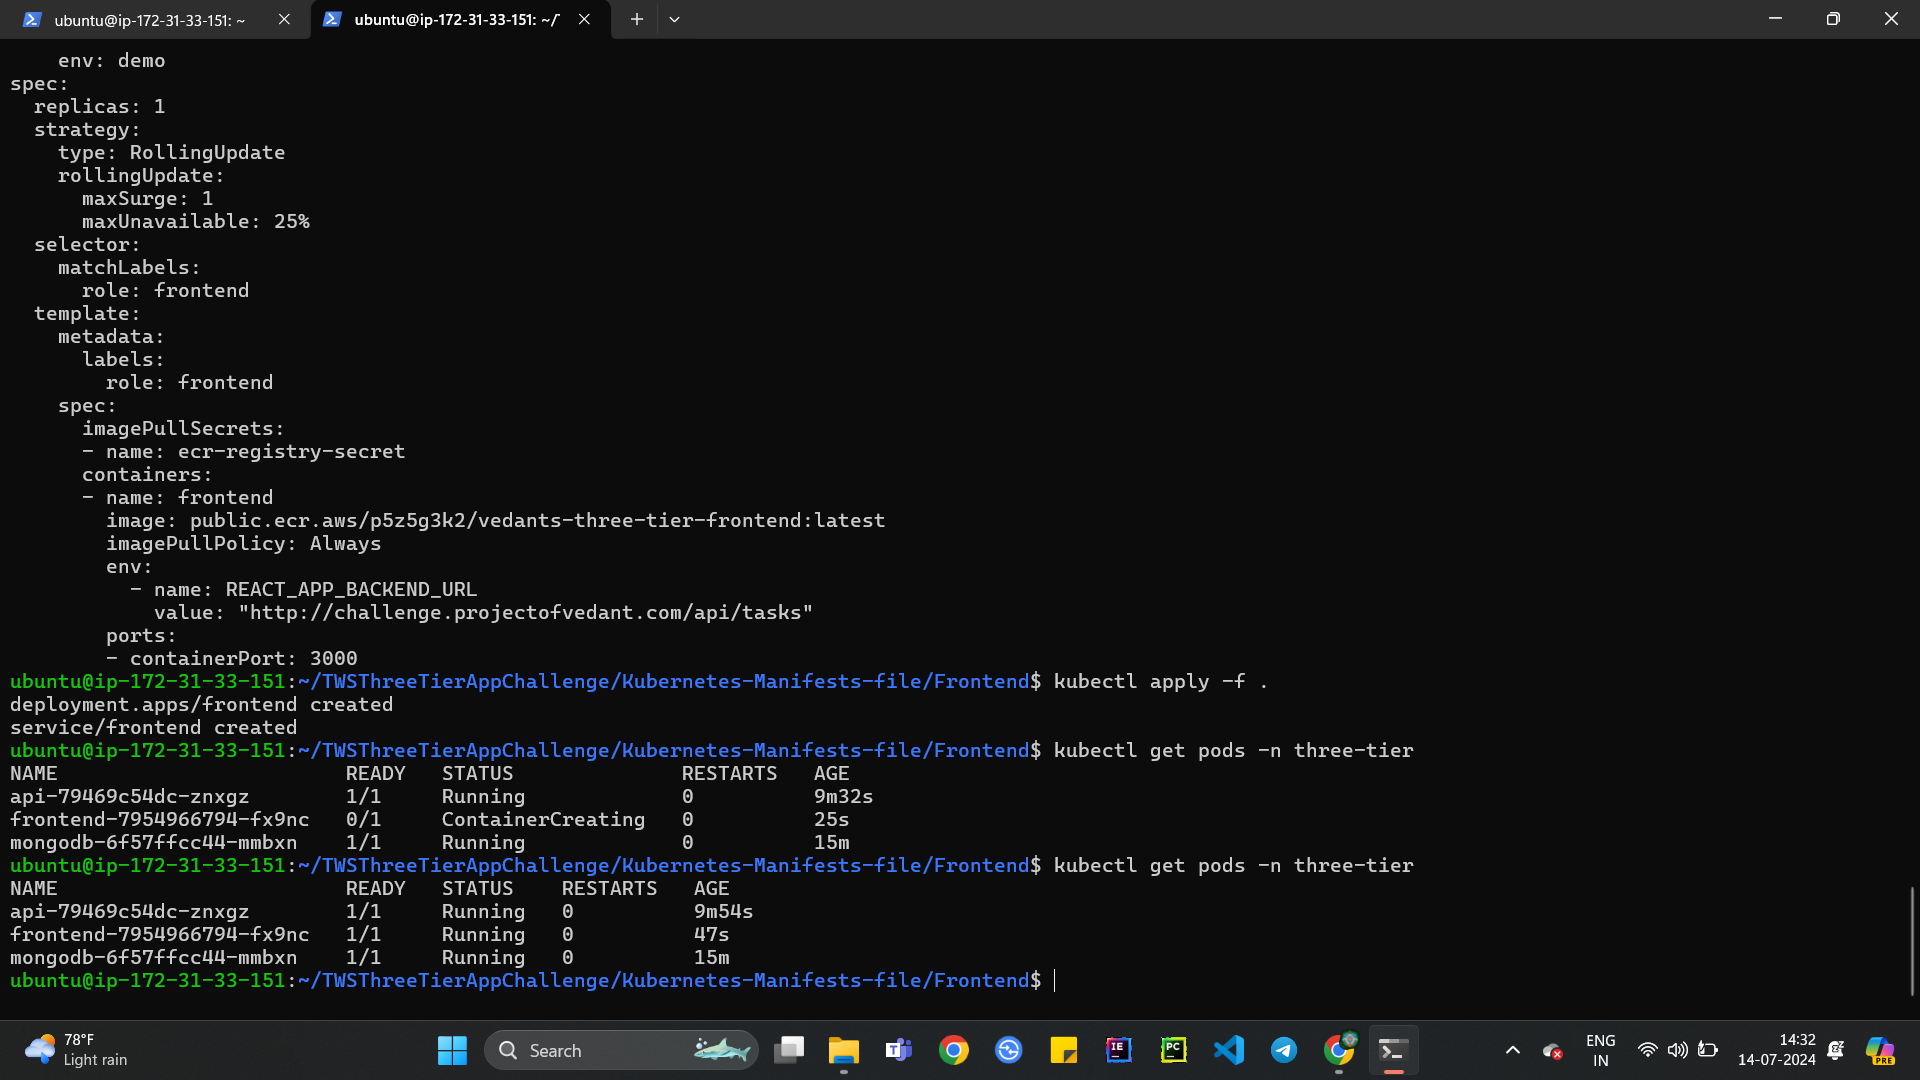 ubuntu@ip-172-31-33-151: ~
ubuntu@ip-172-31-33-151: ~/T
    env: demo
spec:
  replicas: 1
  strategy:
    type: RollingUpdate
    rollingUpdate:
      maxSurge: 1
      maxUnavailable: 25%
  selector:
    matchLabels:
      role: frontend
  template:
    metadata:
      labels:
        role: frontend
    spec:
      imagePullSecrets:
      - name: ecr-registry-secret
      containers:
      - name: frontend
        image: public.ecr.aws/p5z5g3k2/vedants-three-tier-frontend:latest
        imagePullPolicy: Always
        env:
          - name: REACT_APP_BACKEND_URL
            value: "http://challenge.projectofvedant.com/api/tasks"
        ports:
        - containerPort: 3000
ubuntu@ip-172-31-33-151:~/TWSThreeTierAppChallenge/Kubernetes-Manifests-file/Frontend$ kubectl apply -f .
deployment.apps/frontend created
service/frontend created
ubuntu@ip-172-31-33-151:~/TWSThreeTierAppChallenge/Kubernetes-Manifests-file/Frontend$ kubectl get pods -n three-tier
NAME                        READY   STATUS              RESTARTS   AGE
api-79469c54dc-znxgz        1/1     Running             0          9m32s
frontend-7954966794-fx9nc   0/1     ContainerCreating   0          25s
mongodb-6f57ffcc44-mmbxn    1/1     Running             0          15m
ubuntu@ip-172-31-33-151:~/TWSThreeTierAppChallenge/Kubernetes-Manifests-file/Frontend$ kubectl get pods -n three-tier
NAME                        READY   STATUS    RESTARTS   AGE
api-79469c54dc-znxgz        1/1     Running   0          9m54s
frontend-7954966794-fx9nc   1/1     Running   0          47s
mongodb-6f57ffcc44-mmbxn    1/1     Running   0          15m
ubuntu@ip-172-31-33-151:~/TWSThreeTierAppChallenge/Kubernetes-Manifests-file/Frontend$
78°F
Light rain
Search
IE
PC
ENG
IN
14:32
14-07-2024
PRE